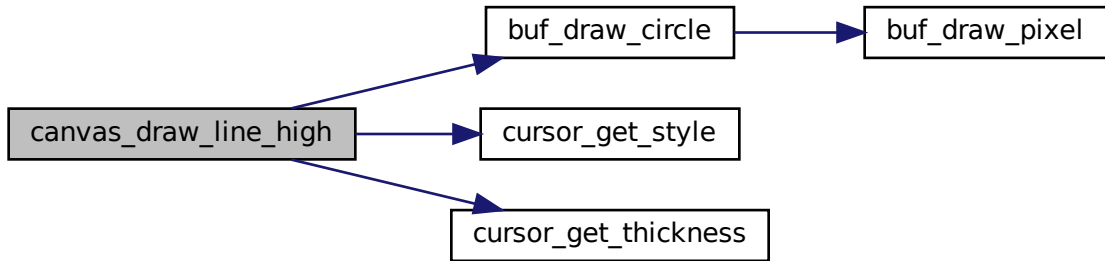 buf_draw_circle
buf_draw_pixel
canvas_draw_line_high
cursor_get_style
cursor_get_thickness